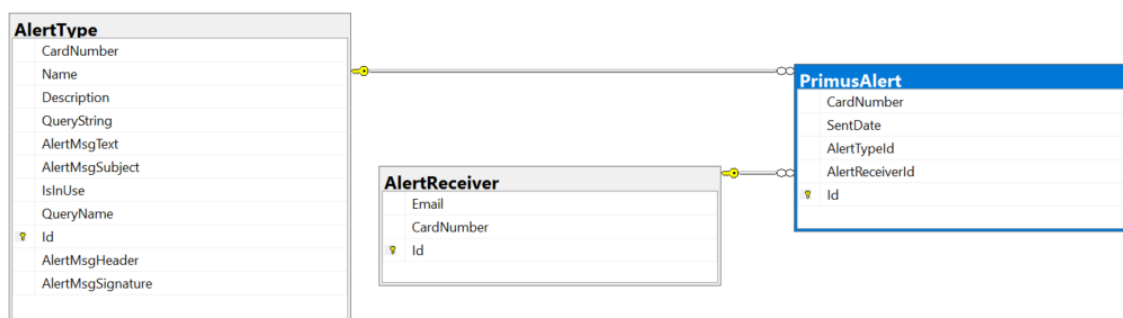 AlertType
CardNumber
Name
Description
QueryString
AlertMsgText
AlertMsgSubject
IsInUse
QueryName
Id
AlertMsgHeader
AlertMsgSignature
AlertReceiver
Email
CardNumber
Id
PrimusAlert
CardNumber
SentDate
AlertTypeId
AlertReceiverId
Id